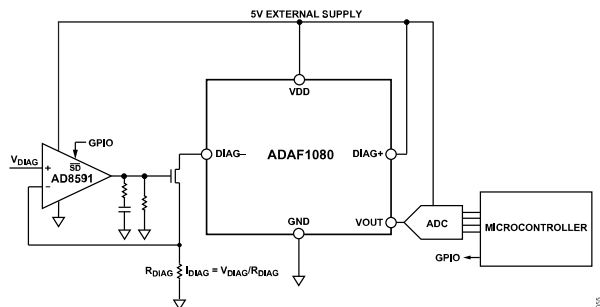 5V EXTERNAL SUPPLY
VDD
GPIO
VDIAG
SD
+
AD8591
–
DIAG–
ADAF1080
DIAG+
VOUT
ADC
MICROCONTROLLER
GND
GPIO
RDIAG
IDIAG = VDIAG/RDIAG